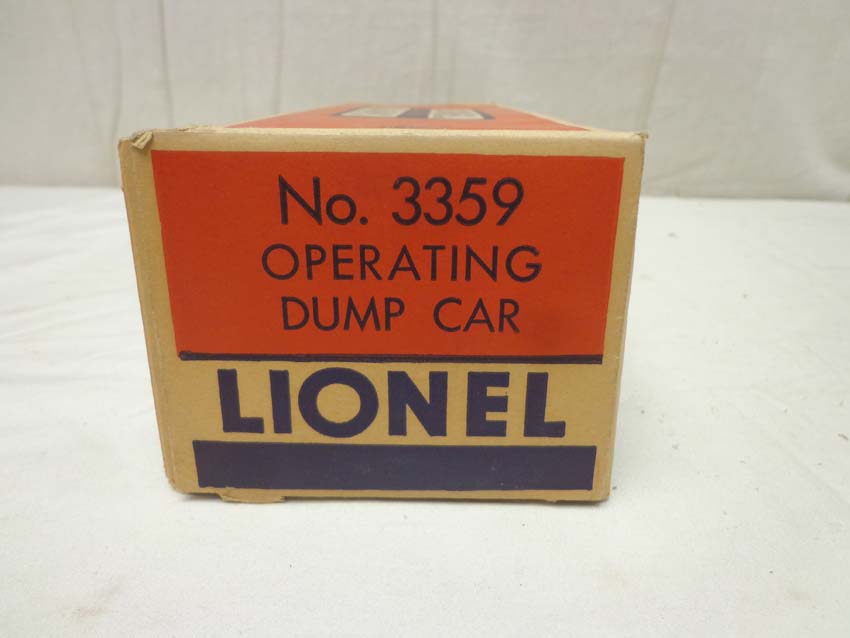 No. 3359
OPERATING
DUMP CAR
LIONEL